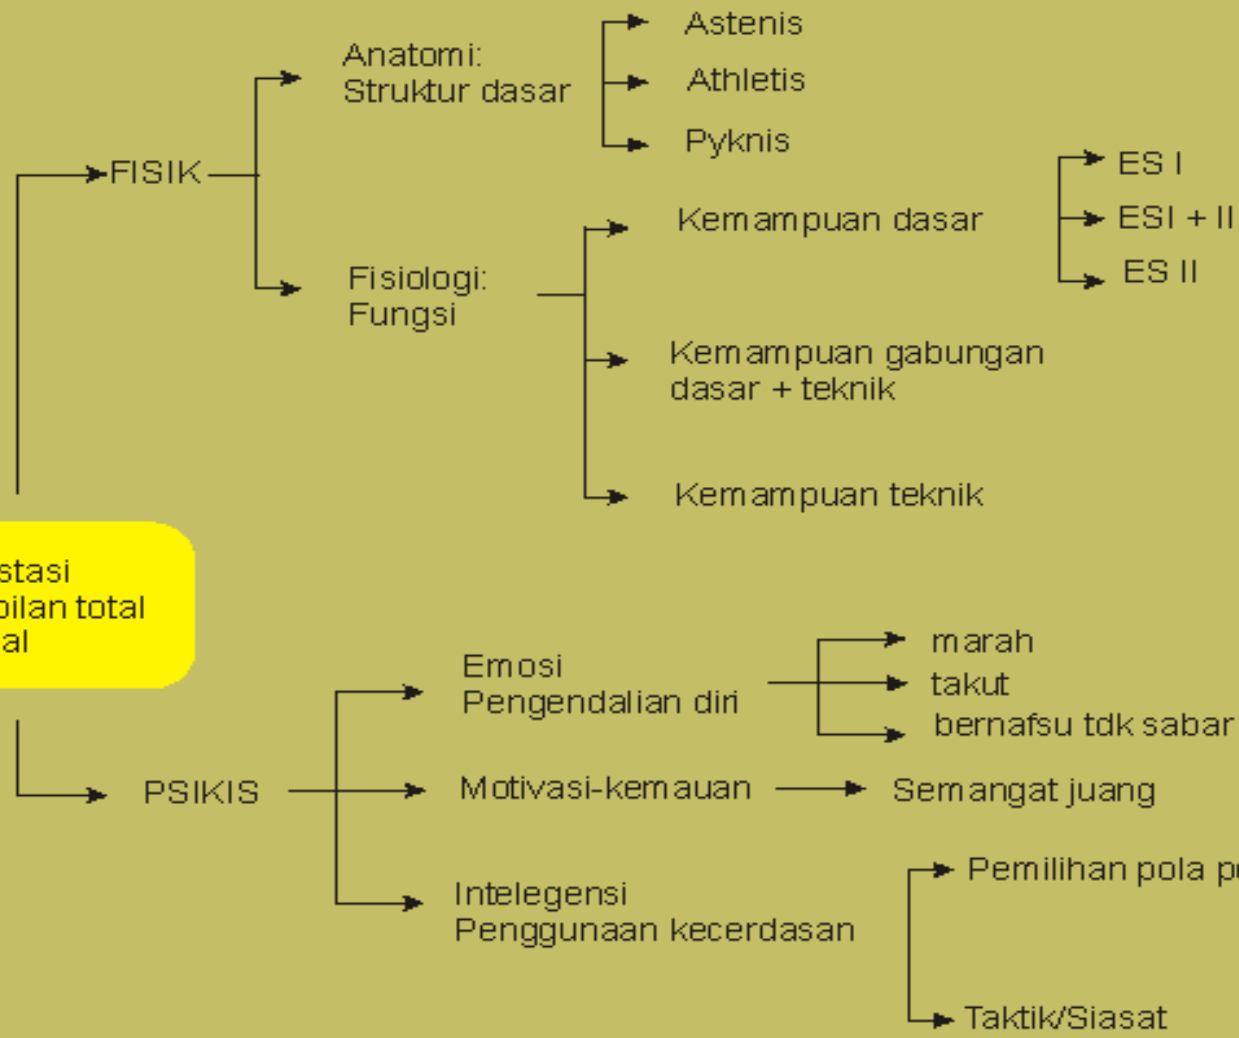 Astenis
Anatomi:
Struktur dasar
Athletis
Pyknis
FISIK
ES I
Kemampuan dasar
ESI + II
ES II
Fisiologi:
Fungsi
Kemampuan gabungan
dasar + teknik
Kemampuan teknik
stasi
total
al
Emosi
Pengendalian diri
marah
takut
bernafsu tdk sabar
PSIKIS
Motivasi-kemauan
Semangat juang
Intelegensi
Penggunaan kecerdasan
Pemilihan pola
Taktik/Siasat